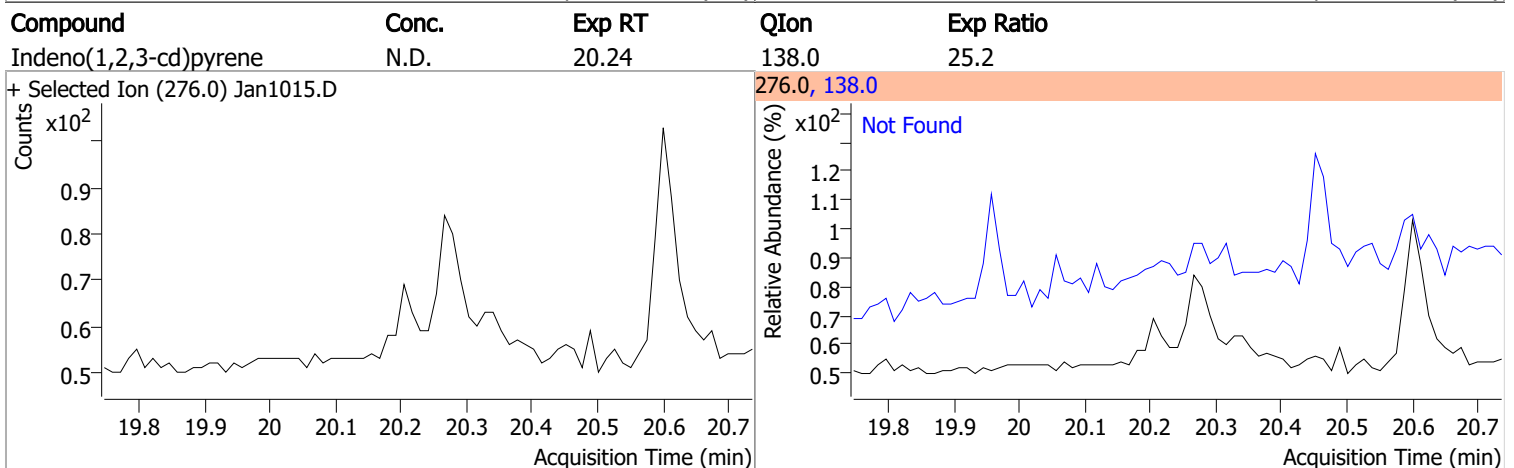 Compound Conc. Exp RT QIon Exp Ratio
Indeno(1,2,3-cd)pyrene N.D. 20.24 138.0 25.2
+ Selected Ion (276.0) Jan1015.D
Counts
x10²
0.9
0.8
0.7
0.6
0.5
19.8 19.9 20 20.1 20.2 20.3 20.4 20.5 20.6 20.7
Acquisition Time (min)
276.0, 138.0
Relative Abundance (%)
x10²
Not Found
1.2
1.1
1
0.9
0.8
0.7
0.6
0.5
19.8 19.9 20 20.1 20.2 20.3 20.4 20.5 20.6 20.7
Acquisition Time (min)